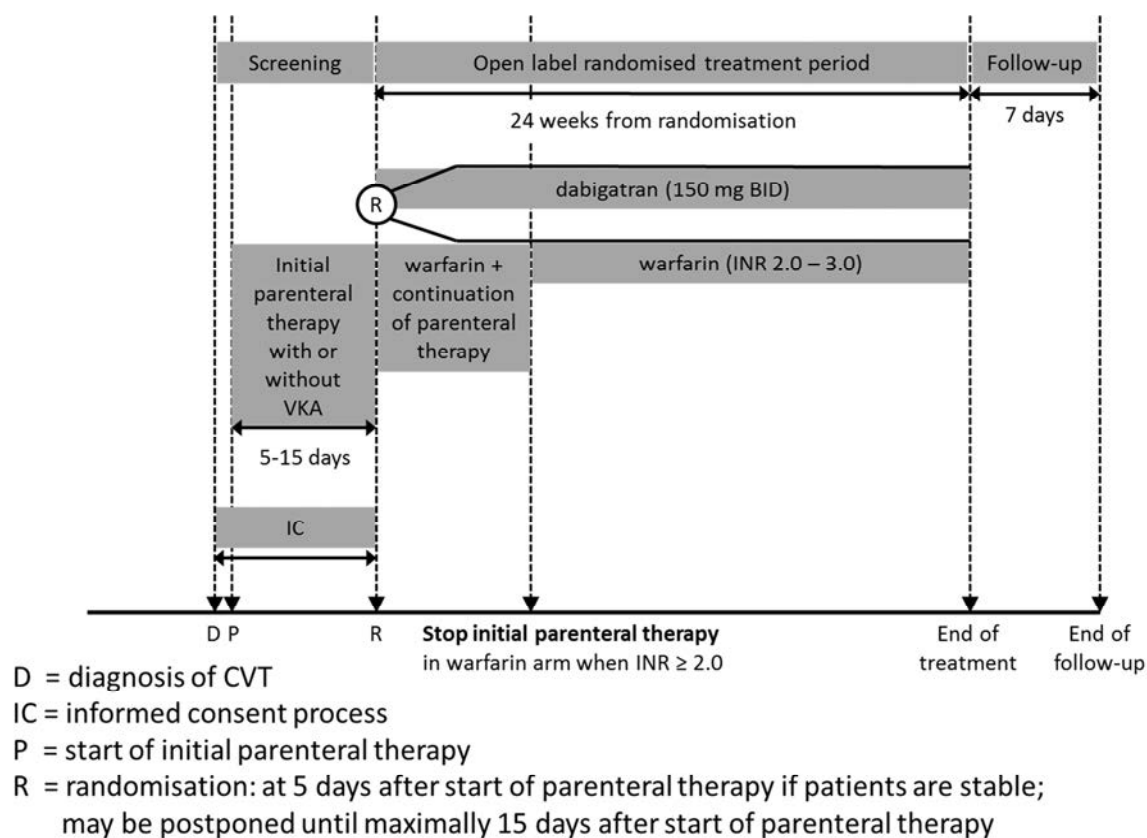 Screening
Open label randomised treatment period
Follow-up
24 weeks from randomisation
7 days
dabigatran (150 mg BID)
R
Initial
parenteral
therapy
with or
without
VKA
warfarin +
continuation
of parenteral
therapy
warfarin (INR 2.0 – 3.0)
5-15 days
IC
D P
R
Stop initial parenteral therapy
in warfarin arm when INR ≥ 2.0
End of
treatment
End of
follow-up
D = diagnosis of CVT
IC = informed consent process
P = start of initial parenteral therapy
R = randomisation: at 5 days after start of parenteral therapy if patients are stable;
may be postponed until maximally 15 days after start of parenteral therapy